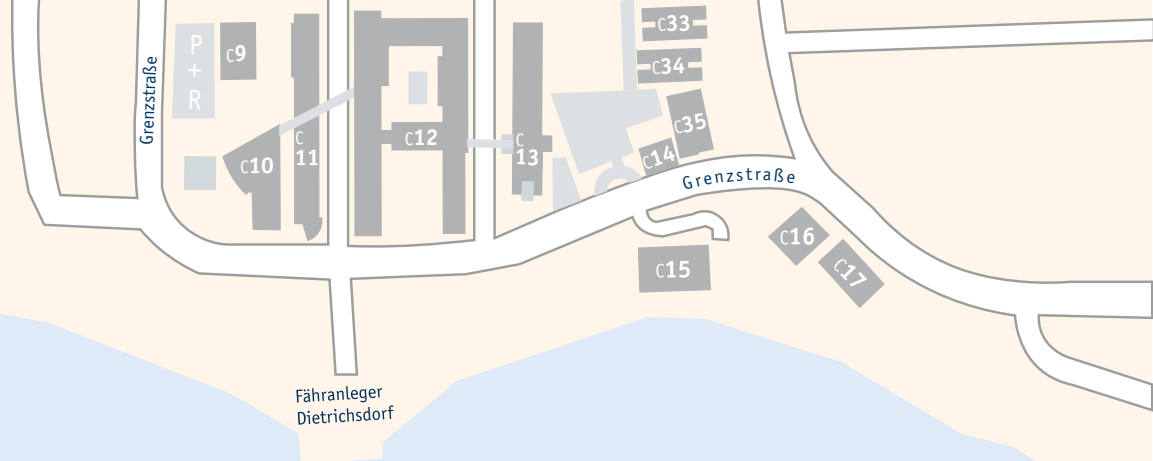 P
+
R
C9
Grenzstraße
C10
C
11
C12
C
13
C33
C34
C35
C14
Grenzstraße
C15
C16
C17
Fähranleger
Dietrichsdorf